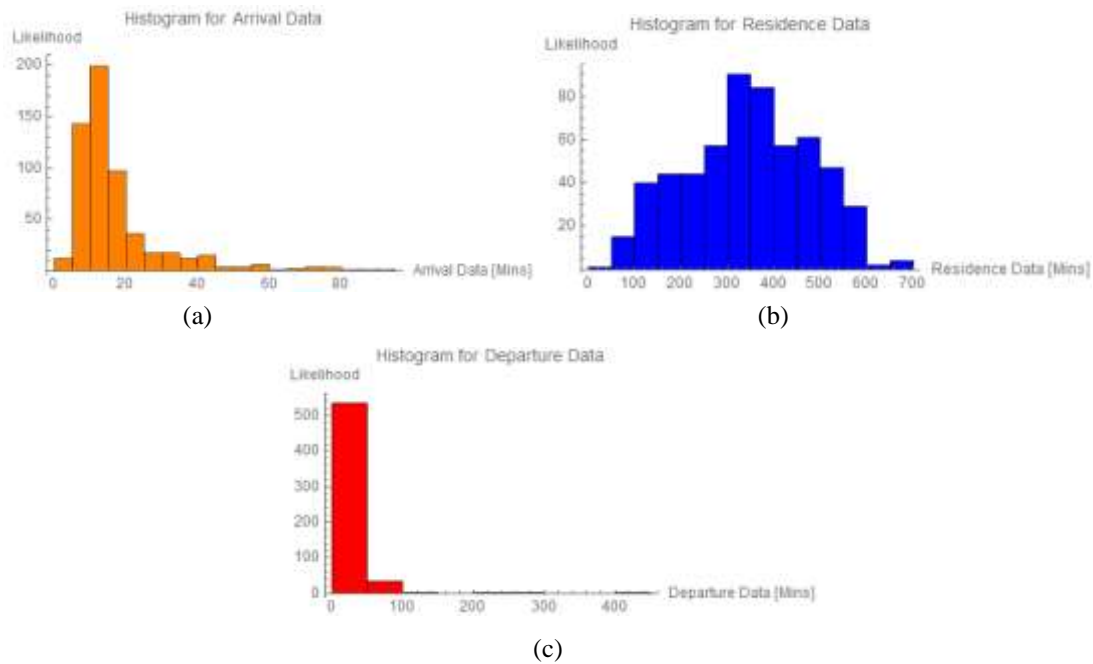 Histogram for Arrival Data
Likelihood
200
150
100
50
20
40
60
80
Arrival Data [Mins]
(a)
Histogram for Residence Data
Likelihood
80
60
40
20
0
100
200
300
400
500
600
700
Residence Data [Mins]
(b)
Histogram for Departure Data
Likelihood
500
400
300
200
100
0
0
100
200
300
400
Departure Data [Mins]
(c)